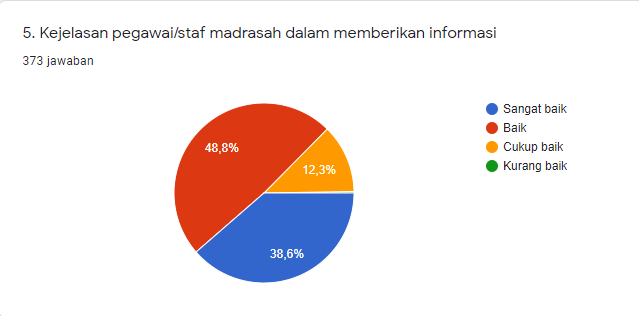 5. Kejelasan pegawai/staf madrasah dalam memberikan informasi
373 jawaban
Sangat baik
Baik
Cukup baik
Kurang baik
48,8%
12,3%
38,6%